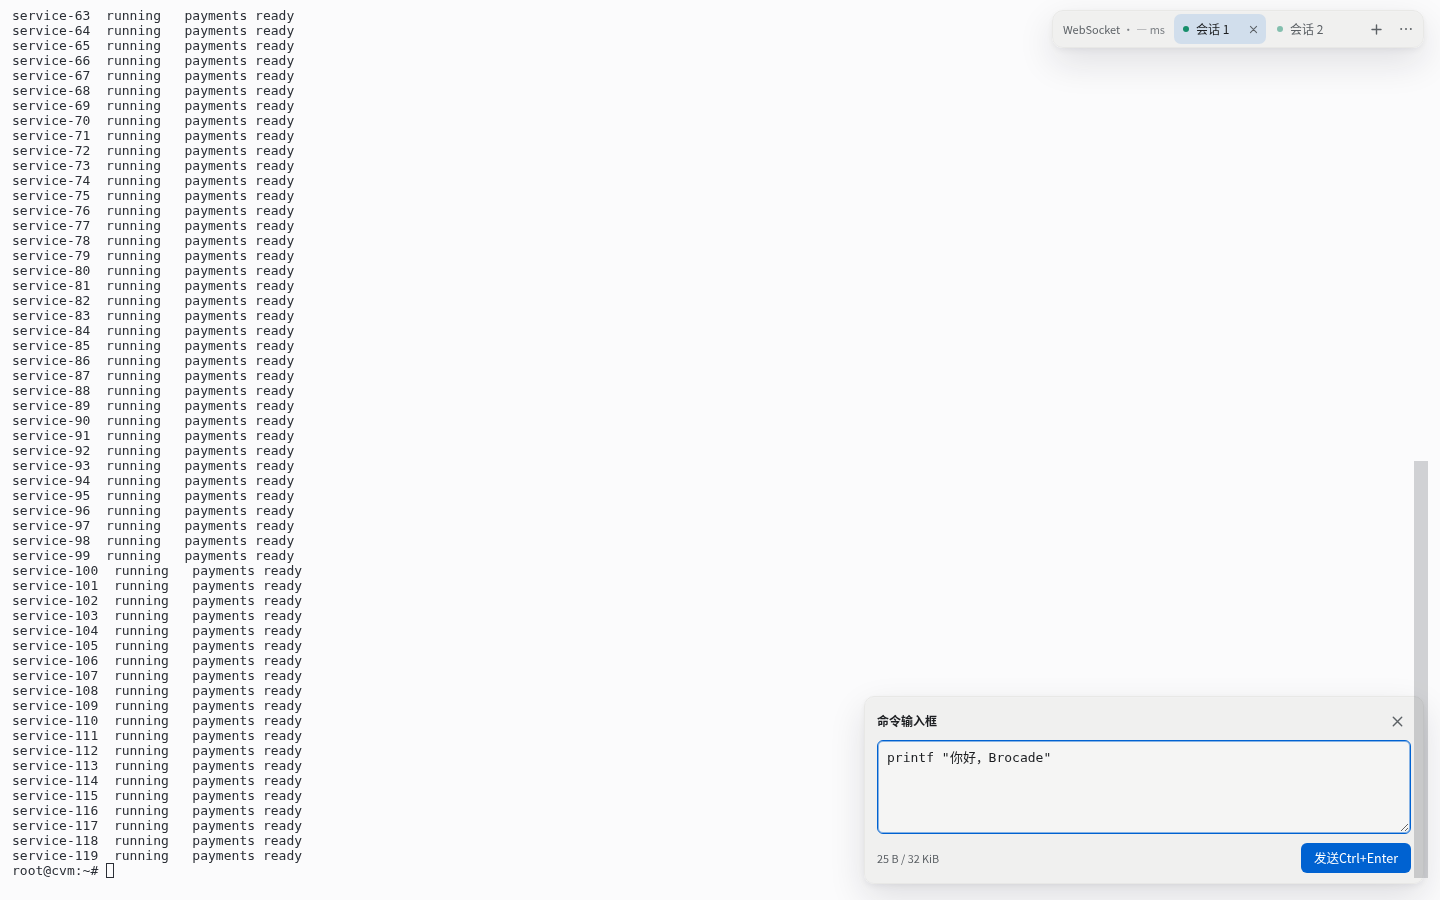 service-63  running   payments ready
service-64  running   payments ready
service-65  running   payments ready
service-66  running   payments ready
service-67  running   payments ready
service-68  running   payments ready
service-69  running   payments ready
service-70  running   payments ready
service-71  running   payments ready
service-72  running   payments ready
service-73  running   payments ready
service-74  running   payments ready
service-75  running   payments ready
service-76  running   payments ready
service-77  running   payments ready
service-78  running   payments ready
service-79  running   payments ready
service-80  running   payments ready
service-81  running   payments ready
service-82  running   payments ready
service-83  running   payments ready
service-84  running   payments ready
service-85  running   payments ready
service-86  running   payments ready
service-87  running   payments ready
service-88  running   payments ready
service-89  running   payments ready
service-90  running   payments ready
service-91  running   payments ready
service-92  running   payments ready
service-93  running   payments ready
service-94  running   payments ready
service-95  running   payments ready
service-96  running   payments ready
service-97  running   payments ready
service-98  running   payments ready
service-99  running   payments ready
service-100  running   payments ready
service-101  running   payments ready
service-102  running   payments ready
service-103  running   payments ready
service-104  running   payments ready
service-105  running   payments ready
service-106  running   payments ready
service-107  running   payments ready
service-108  running   payments ready
service-109  running   payments ready
service-110  running   payments ready
service-111  running   payments ready
service-112  running   payments ready
service-113  running   payments ready
service-114  running   payments ready
service-115  running   payments ready
service-116  running   payments ready
service-117  running   payments ready
service-118  running   payments ready
service-119  running   payments ready
root@cvm:~#
WebSocket · — ms 会话 1 会话 2
命令输入框
printf "你好，Brocade"
25 B / 32 KiB 发送Ctrl+Enter